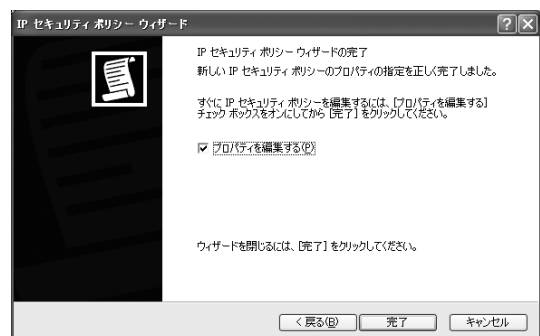 IP セキュリティ ポリシー ウィザード
IP セキュリティ ポリシー ウィザードの完了
新しい IP セキュリティ ポリシーのプロパティの指定を正しく完了しました。
すぐに IP セキュリティ ポリシーを編集するには、[プロパティを編集する]
チェック ボックスをオンにしてから [完了] をクリックしてください。
プロパティを編集する(P)
ウィザードを閉じるには、[完了] をクリックしてください。
< 戻る(B) 完了 キャンセル